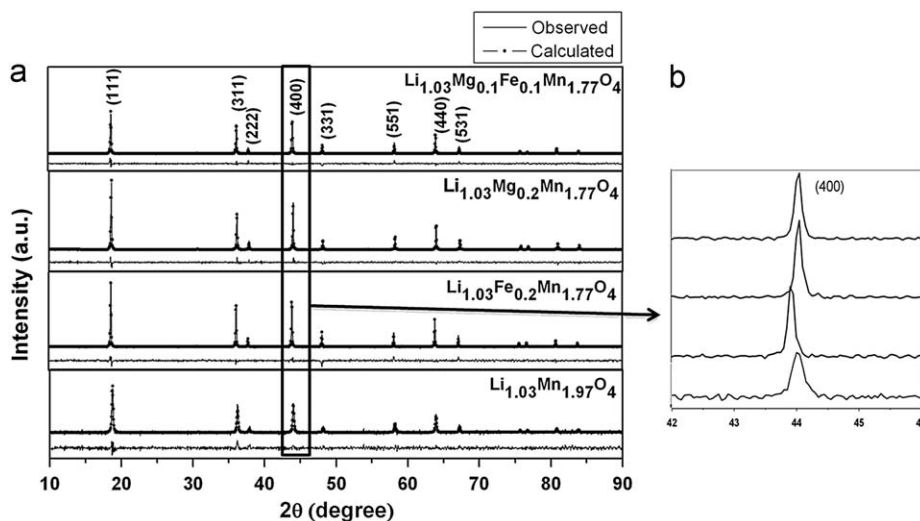 Observed
Calculated
a
b
Li1.03Mg0.1Fe0.1Mn1.77O4
(111)
(311)
(222)
(400)
(331)
(551)
(440)
(531)
Li1.03Mg0.2Mn1.77O4
Li1.03Fe0.2Mn1.77O4
Li1.03Mn1.97O4
Intensity (a.u.)
10 20 30 40 50 60 70 80 90
2θ (degree)
(400)
42 43 44 45